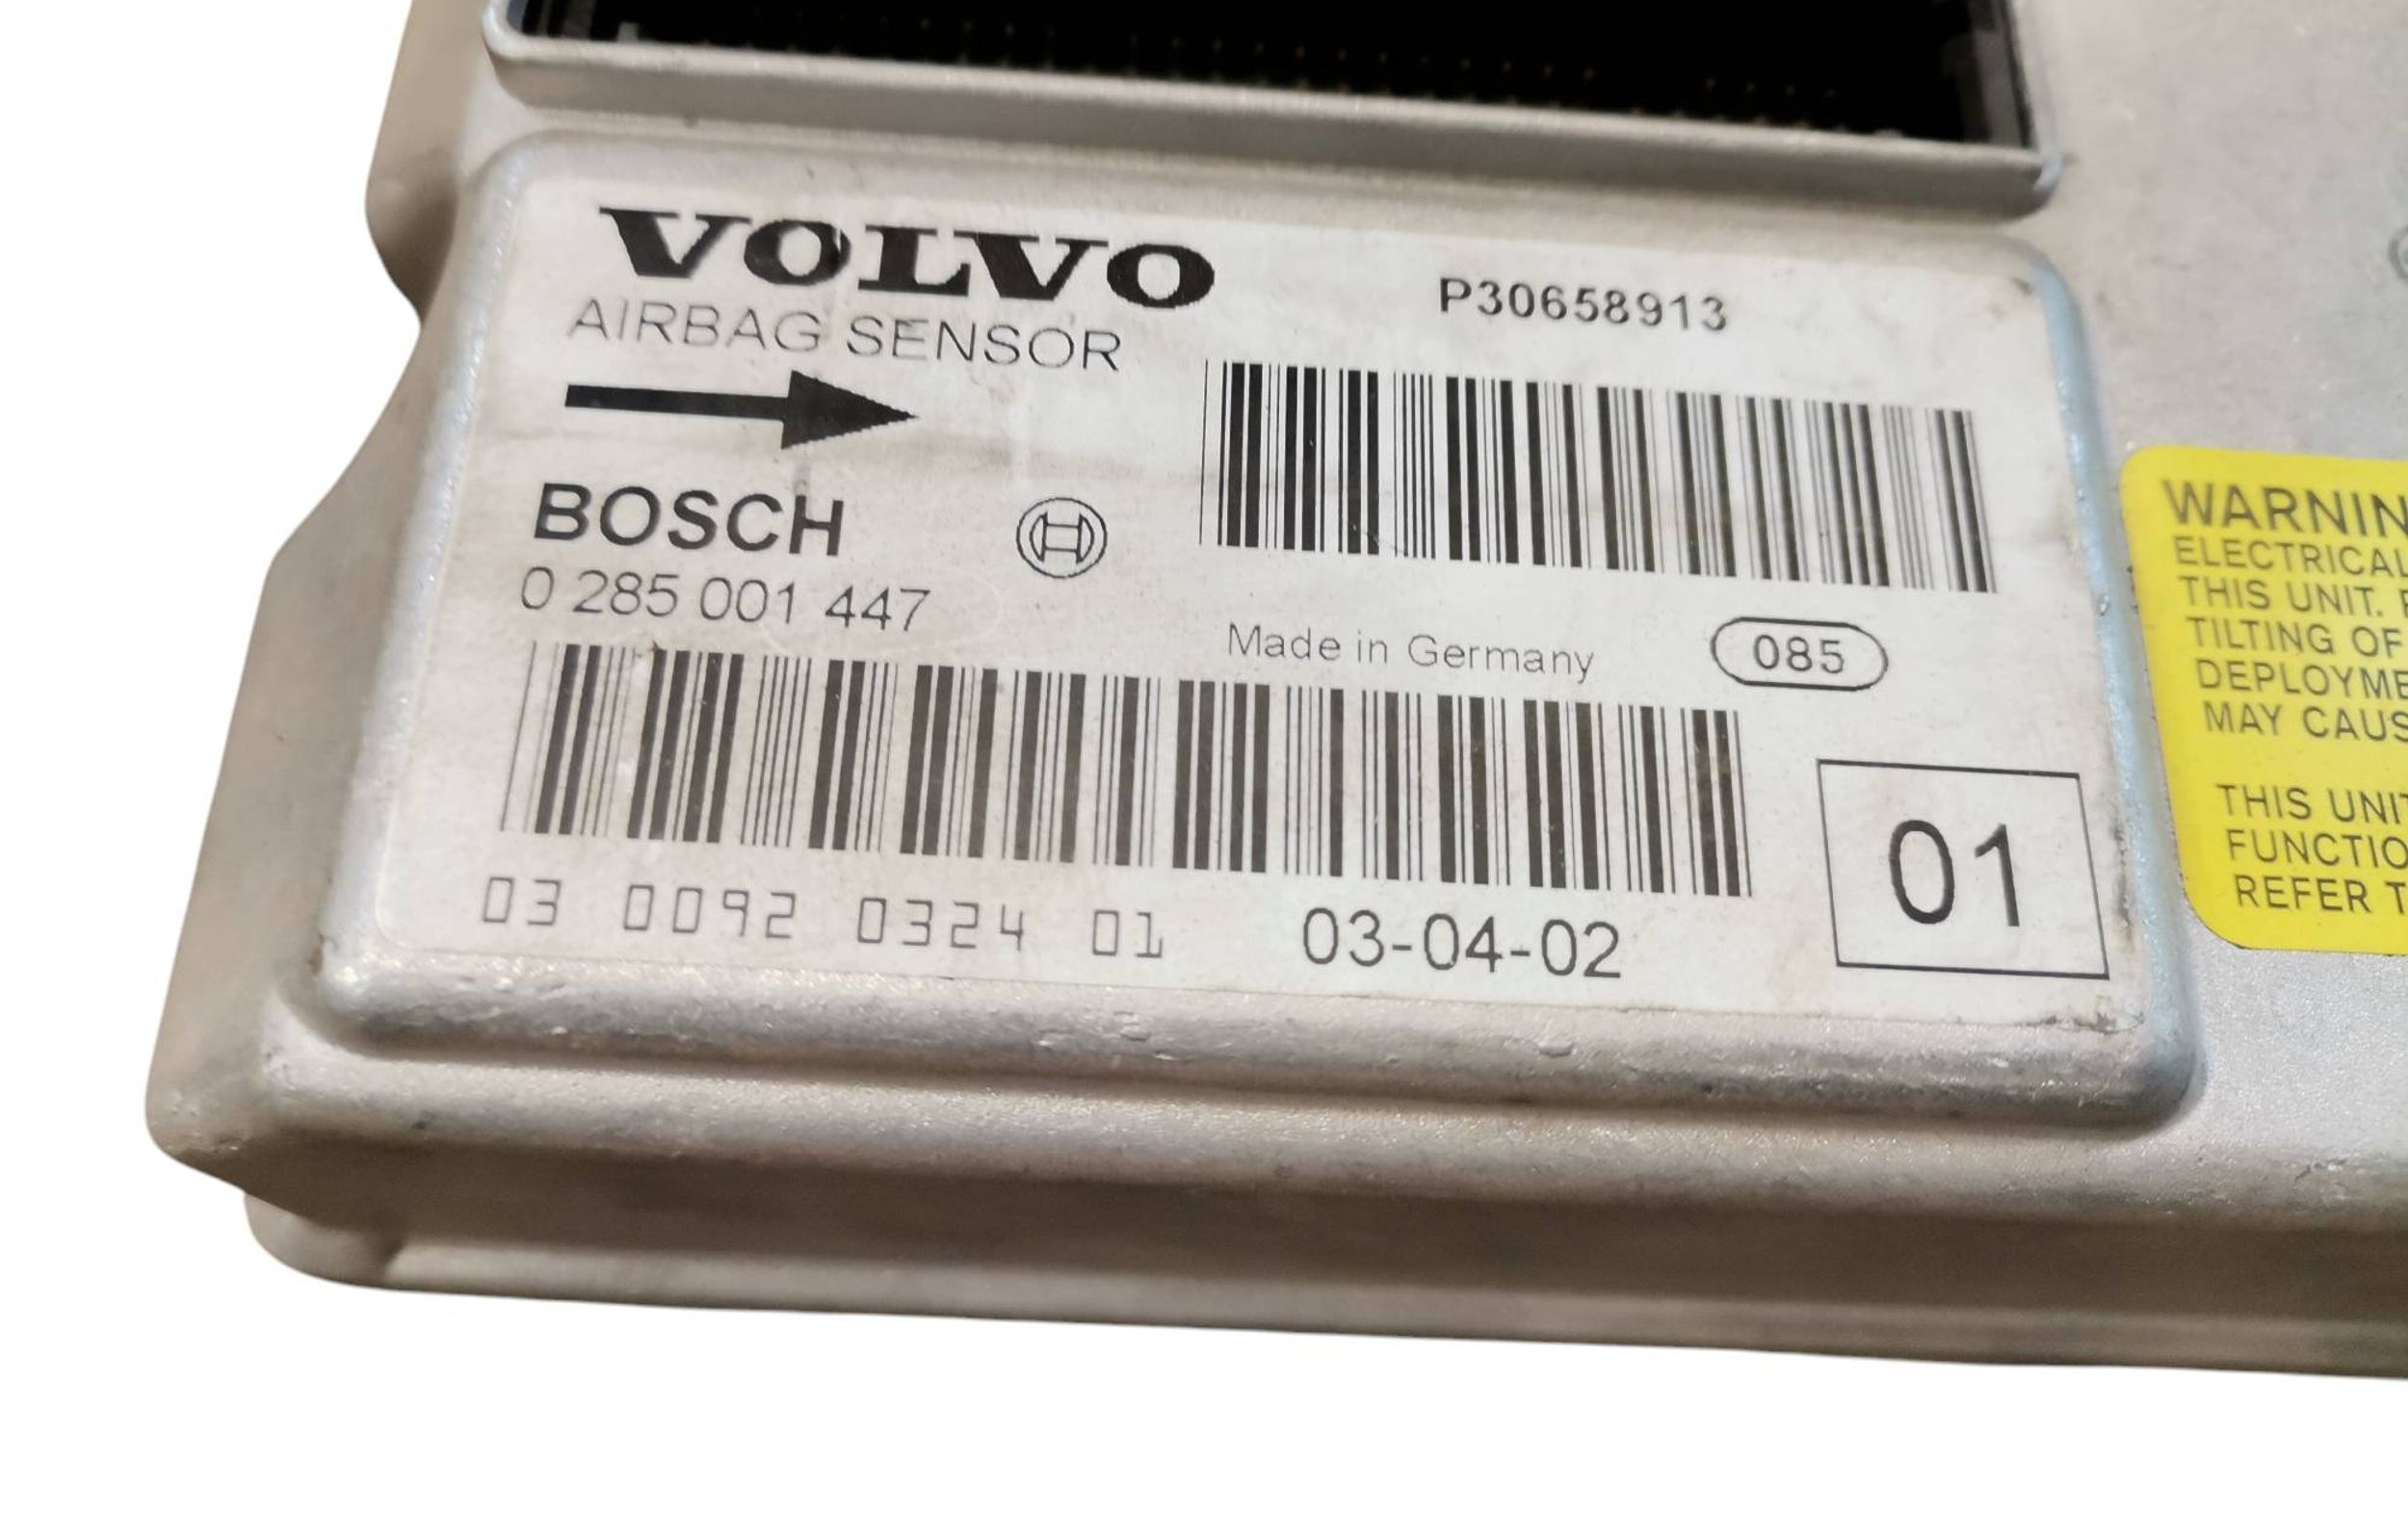 VOLVO
P30658913
AIRBAG SENSOR
BOSCH
0 285 001 447
Made in Germany
085
01
03 0092 0324 01
03-04-02
WARNIN
ELECTRICAL
THIS UNIT.
TILTING OF
DEPLOYME
MAY CAUS
THIS UNI
FUNCTIO
REFER T